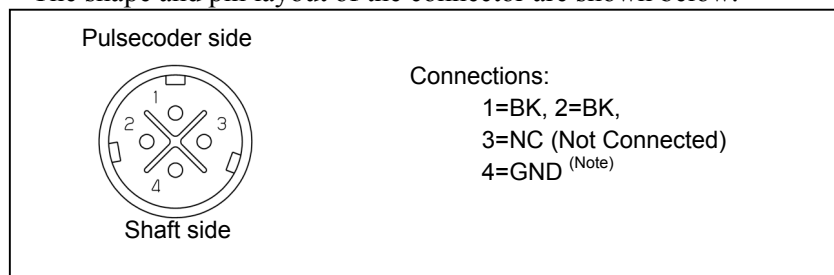 The shape and pin layout of the connector are shown below.
Pulsecoder side
Connections:
1=BK, 2=BK,
3=NC (Not Connected)
4=GND (Note)
1
2
3
4
Shaft side